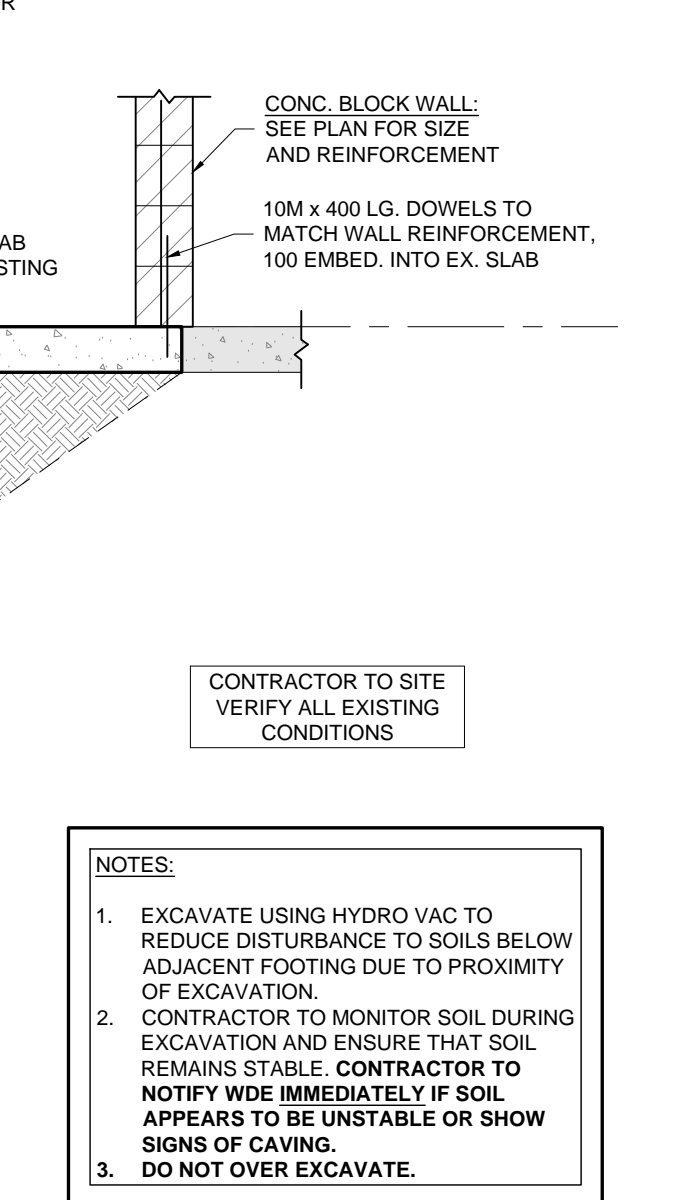 R
CONC. BLOCK WALL:
SEE PLAN FOR SIZE
AND REINFORCEMENT
10M x 400 LG. DOWELS TO
MATCH WALL REINFORCEMENT,
100 EMBED. INTO EX. SLAB
AB
STING
CONTRACTOR TO SITE
VERIFY ALL EXISTING
CONDITIONS
NOTES:
1. EXCAVATE USING HYDRO VAC TO
REDUCE DISTURBANCE TO SOILS BELOW
ADJACENT FOOTING DUE TO PROXIMITY
OF EXCAVATION.
2. CONTRACTOR TO MONITOR SOIL DURING
EXCAVATION AND ENSURE THAT SOIL
REMAINS STABLE. CONTRACTOR TO
NOTIFY WDE IMMEDIATELY IF SOIL
APPEARS TO BE UNSTABLE OR SHOW
SIGNS OF CAVING.
3. DO NOT OVER EXCAVATE.